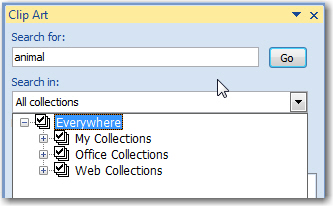 Clip Art
Search for:
animal
Go
Search in:
All collections
Everywhere
My Collections
Office Collections
Web Collections